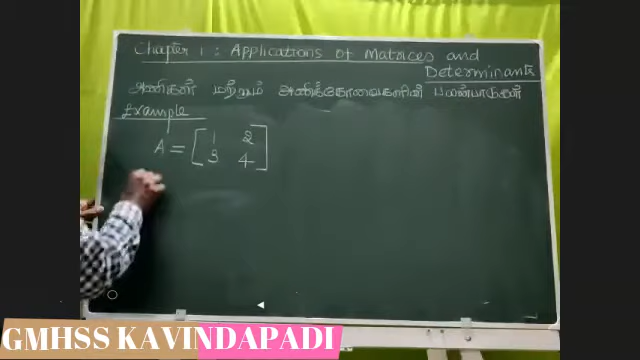 Chapter 1 : Applications of Matrices and
Determinants
அணிகள் மற்றும் அணிக்கோவைகளின் பயன்பாடுகள்
Example
A = [ 1 2
3 4 ]
GMHSS KAVINDAPADI